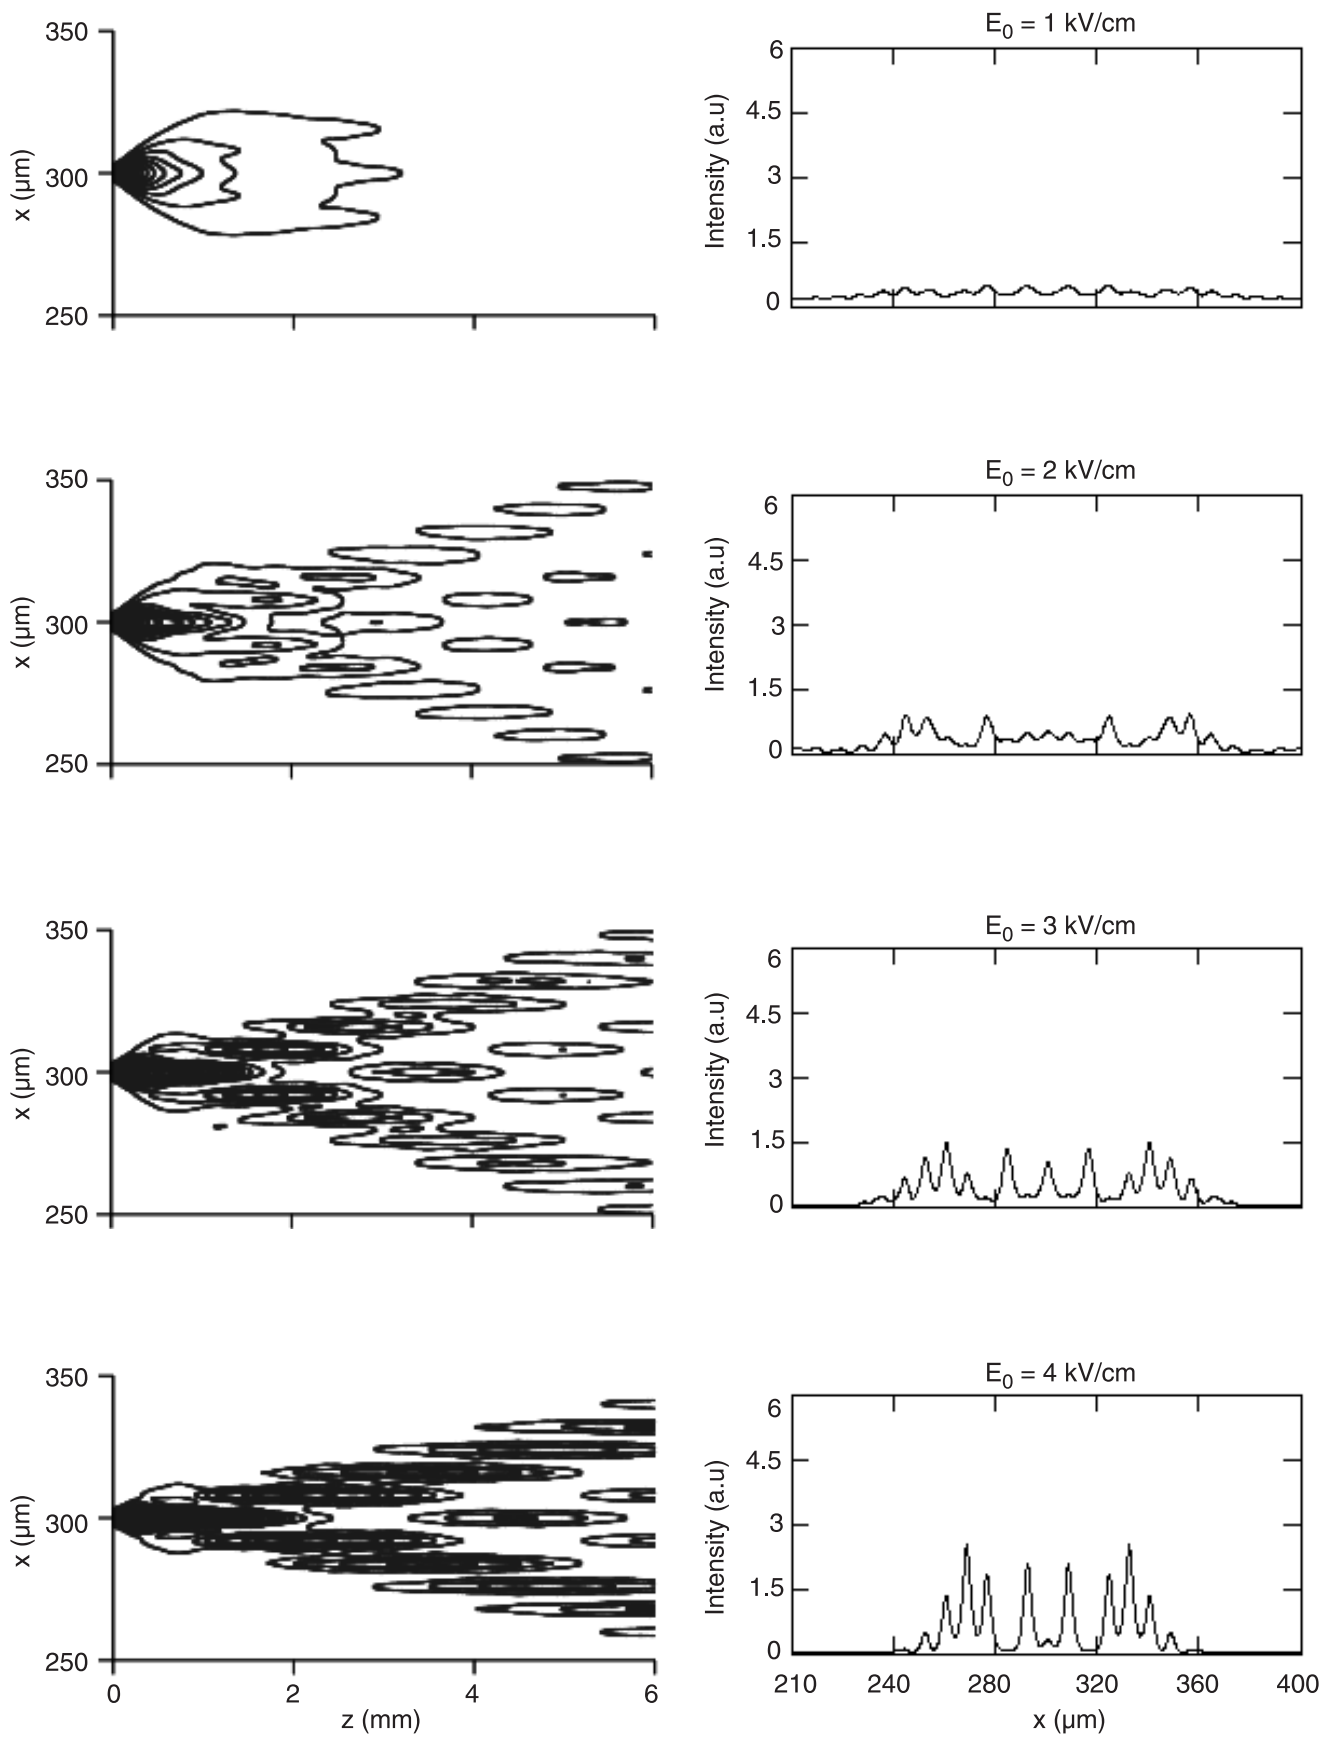 E₀ = 1 kV/cm
350
300
250
x (µm)
6
4.5
3
1.5
0
Intensity (a.u)
E₀ = 2 kV/cm
350
300
250
x (µm)
6
4.5
3
1.5
0
Intensity (a.u)
E₀ = 3 kV/cm
350
300
250
x (µm)
6
4.5
3
1.5
0
Intensity (a.u)
E₀ = 4 kV/cm
350
300
250
x (µm)
0 2 4 6
z (mm)
6
4.5
3
1.5
0
Intensity (a.u)
210 240 280 320 360 400
x (µm)